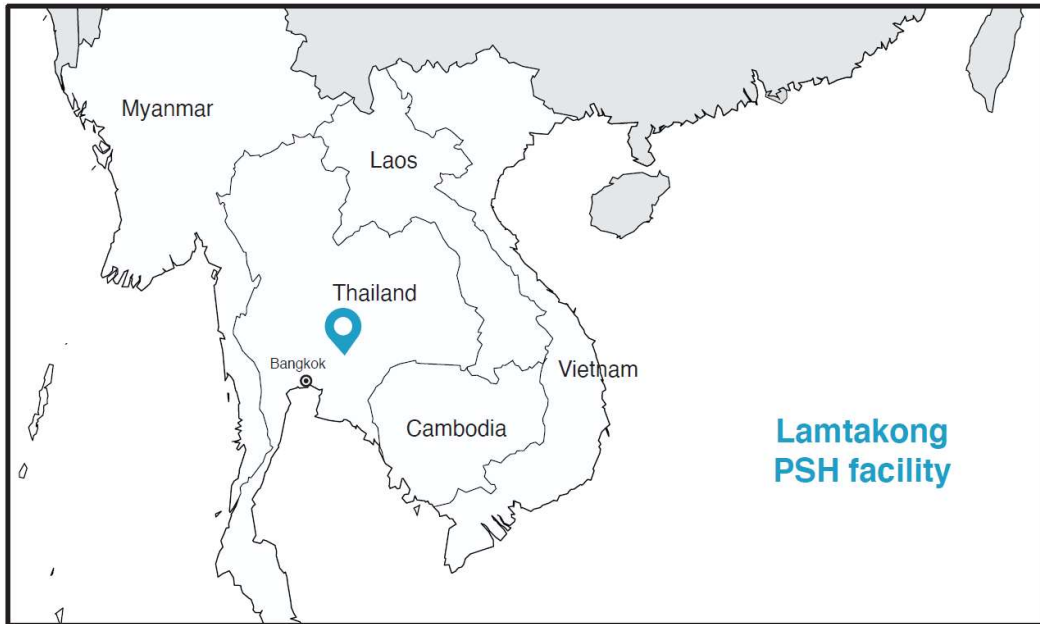 Myanmar
Laos
Thailand
Bangkok
Vietnam
Cambodia
Lamtakong
PSH facility